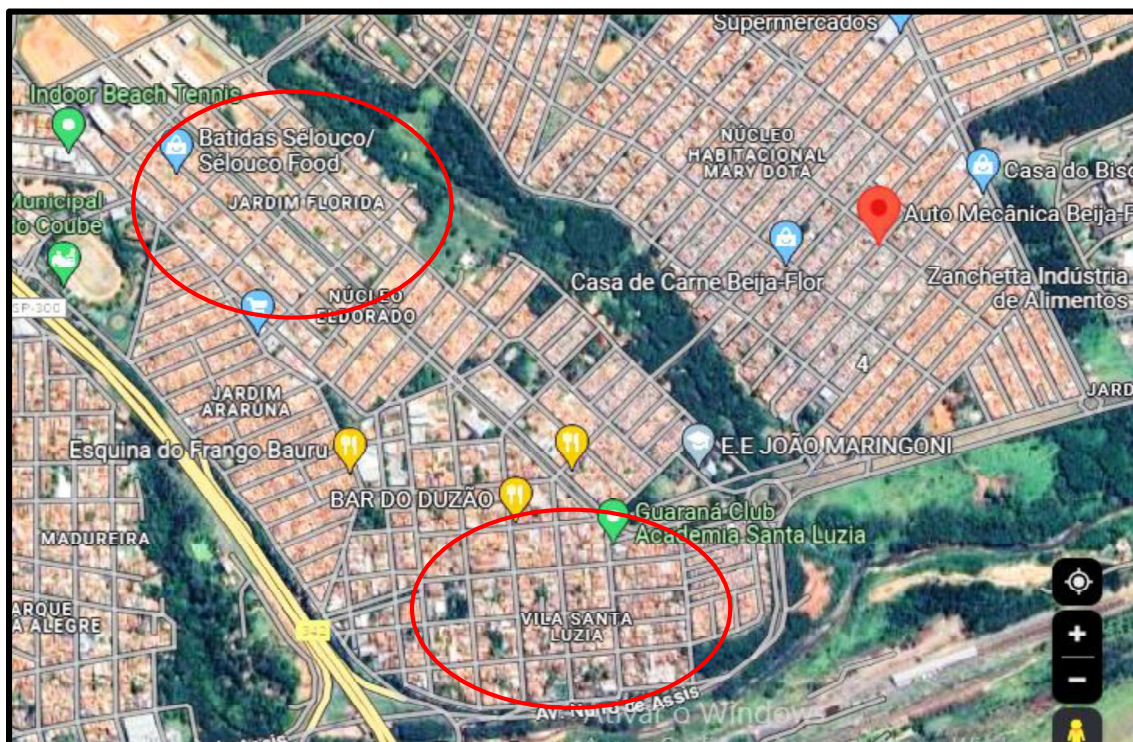 Supermercados
Indoor Beach Tennis
Batidas Sélouco/
Sélouco Food
NÚCLEO
HABITACIONAL
MARY DOTA
Casa do Bisc
JARDIM FLORIDA
Municipal
do Coube
Auto Mecânica Beija-F
Casa de Carne Beija-Flor
Zanchetta Indústria
de Alimentos
SP-300
NÚCLEO
ELDORADO
4
JARDIM
ARARUNA
JARD
Esquina do Frango Bauru
E.E JOÃO MARINGONI
BAR DO DUZÃO
Guaraná Club
Academia Santa Luzia
MADUREIRA
ARQUE
A ALEGRE
VILA SANTA
LUZIA
Av. Nuno de Assis
Ativar o Windows
de Assis